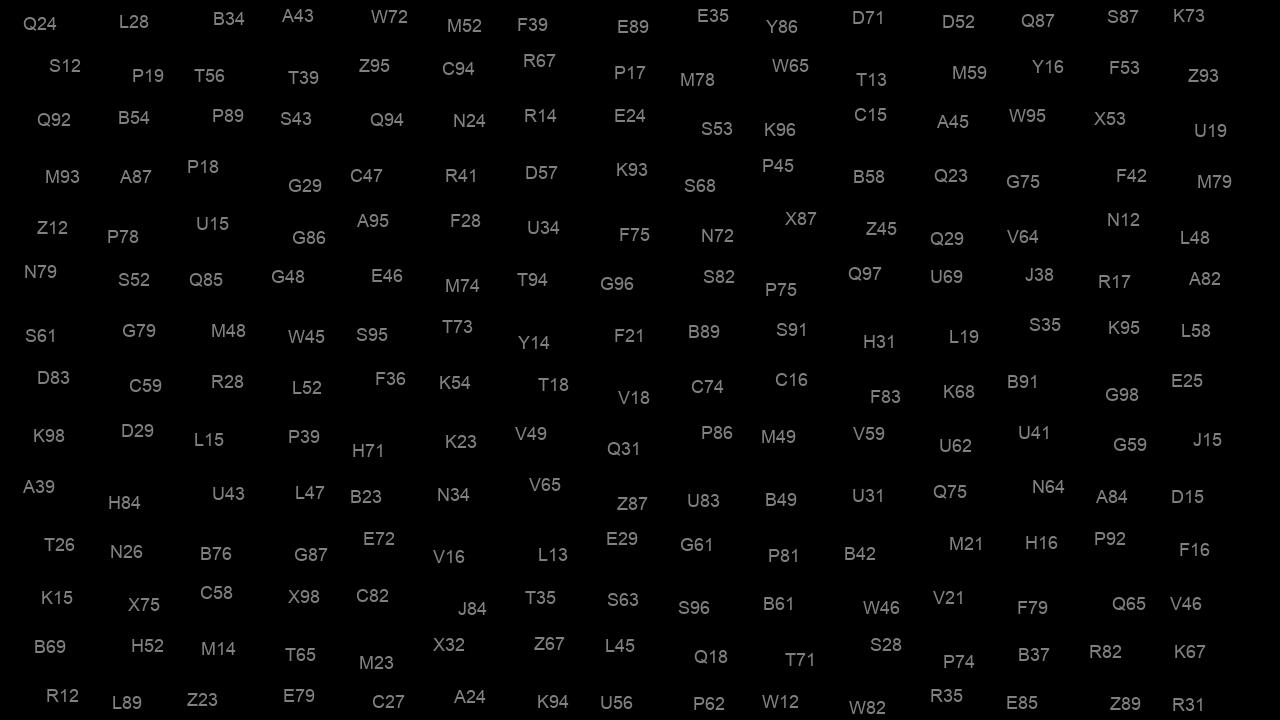 Q24 L28 B34 A43 W72 M52 F39 E89 E35 Y86 D71 D52 Q87 S87 K73
S12 P19 T56 T39 Z95 C94 R67 P17 M78 W65 T13 M59 Y16 F53 Z93
Q92 B54 P89 S43 Q94 N24 R14 E24 S53 K96 C15 A45 W95 X53 U19
M93 A87 P18 G29 C47 R41 D57 K93 S68 P45 B58 Q23 G75 F42 M79
Z12 P78 U15 G86 A95 F28 U34 F75 N72 X87 Z45 Q29 V64 N12 L48
N79 S52 Q85 G48 E46 M74 T94 G96 S82 P75 Q97 U69 J38 R17 A82
S61 G79 M48 W45 S95 T73 Y14 F21 B89 S91 H31 L19 S35 K95 L58
D83 C59 R28 L52 F36 K54 T18 V18 C74 C16 F83 K68 B91 G98 E25
K98 D29 L15 P39 H71 K23 V49 Q31 P86 M49 V59 U62 U41 G59 J15
A39 H84 U43 L47 B23 N34 V65 Z87 U83 B49 U31 Q75 N64 A84 D15
T26 N26 B76 G87 E72 V16 L13 E29 G61 P81 B42 M21 H16 P92 F16
K15 X75 C58 X98 C82 J84 T35 S63 S96 B61 W46 V21 F79 Q65 V46
B69 H52 M14 T65 M23 X32 Z67 L45 Q18 T71 S28 P74 B37 R82 K67
R12 L89 Z23 E79 C27 A24 K94 U56 P62 W12 W82 R35 E85 Z89 R31